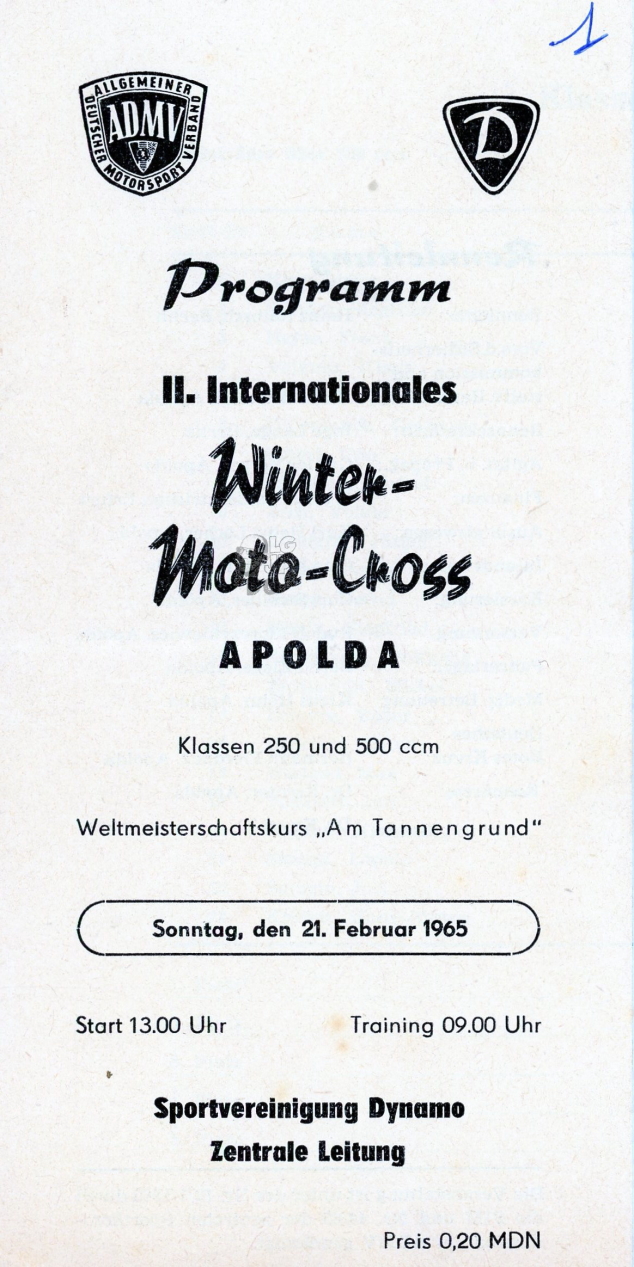 1
ALLGEMEINER
DEUTSCHER MOTORSPORT VERBAND
ADMV
D
Programm
II. Internationales
Winter-
Moto-Cross
APOLDA
Klassen 250 und 500 ccm
Weltmeisterschaftskurs „Am Tannengrund“
Sonntag, den 21. Februar 1965
Start 13.00 Uhr Training 09.00 Uhr
Sportvereinigung Dynamo
Zentrale Leitung
Preis 0,20 MDN